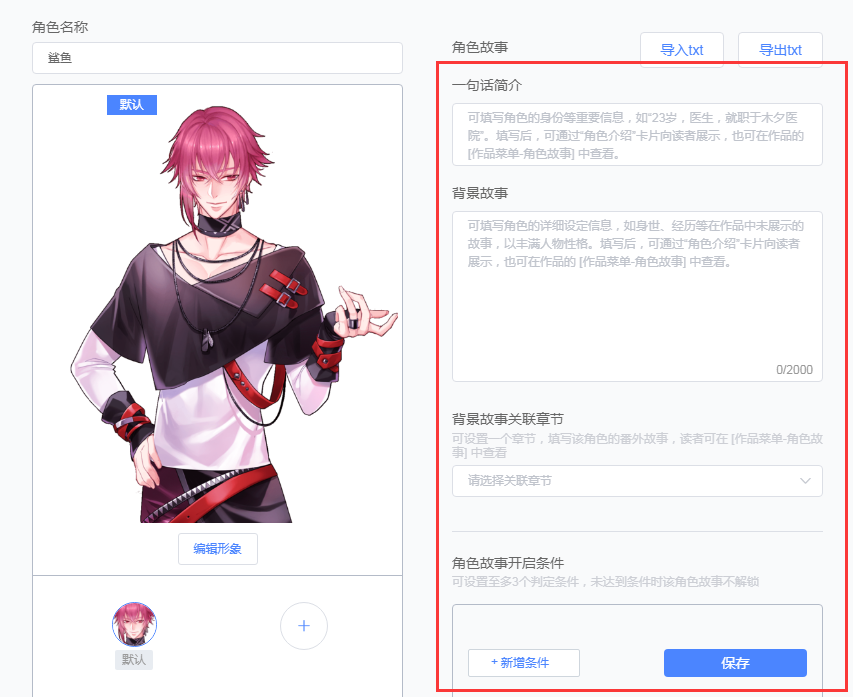 角色名称
鲨鱼
默认
编辑形象
+
默认
角色故事
导入txt
导出txt
一句话简介
可填写角色的身份等重要信息，如“23岁，医生，就职于木夕医
院”。填写后，可通过“角色介绍”卡片向读者展示，也可在作品的
[作品菜单-角色故事] 中查看。
背景故事
可填写角色的详细设定信息，如身世、经历等在作品中未展示的
故事，以丰满人物性格。填写后，可通过“角色介绍”卡片向读者
展示，也可在作品的 [作品菜单-角色故事] 中查看。
0/2000
背景故事关联章节
可设置一个章节，填写该角色的番外故事，读者可在 [作品菜单-角色故
事] 中查看
请选择关联章节
角色故事开启条件
可设置至多3个判定条件，未达到条件时该角色故事不解锁
+ 新增条件
保存